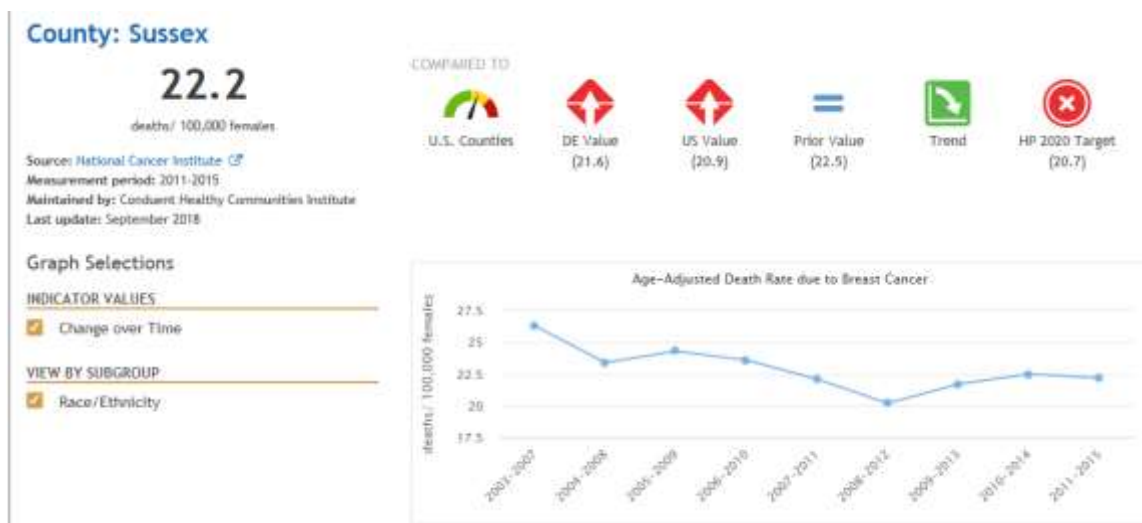 County: Sussex
22.2
deaths/ 100,000 females
Source: National Cancer Institute
Measurement period: 2011-2015
Maintained by: Conduent Healthy Communities Institute
Last update: September 2018
Graph Selections
INDICATOR VALUES
Change over Time
VIEW BY SUBGROUP
Race/Ethnicity
COMPARED TO
U.S. Counties
DE Value
(21.6)
US Value
(20.9)
Prior Value
(22.5)
Trend
HP 2020 Target
(20.7)
Age-Adjusted Death Rate due to Breast Cancer
deaths/ 100,000 females
27.5
25
22.5
20
17.5
2003-2007
2004-2008
2005-2009
2006-2010
2007-2011
2008-2012
2009-2013
2010-2014
2011-2015